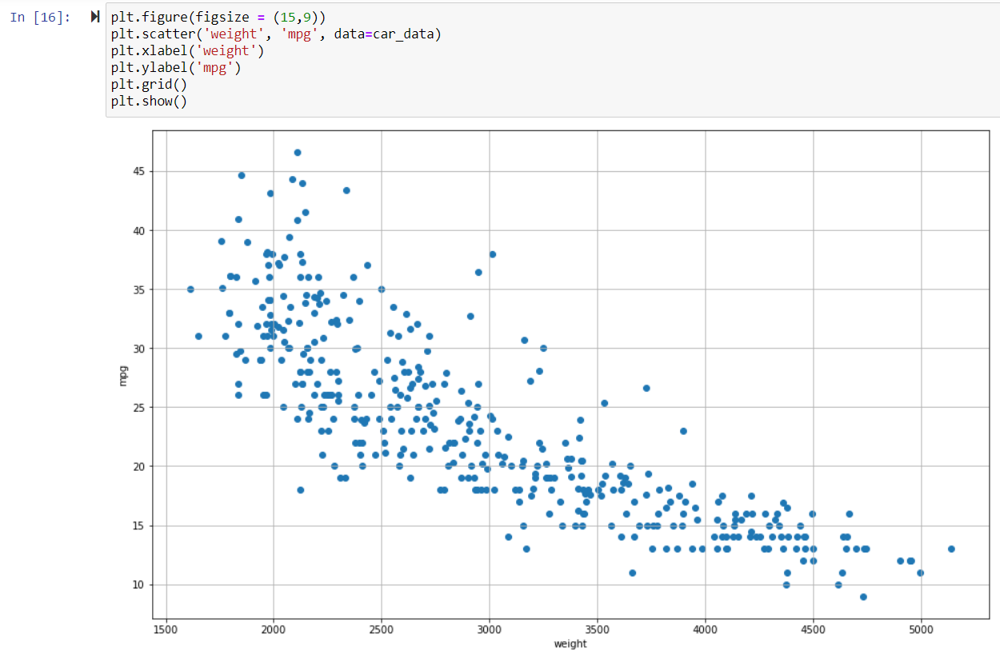 In [16]:
plt.figure(figsize = (15,9))
plt.scatter('weight', 'mpg', data=car_data)
plt.xlabel('weight')
plt.ylabel('mpg')
plt.grid()
plt.show()
45
40
35
30
25
20
15
10
mpg
1500 2000 2500 3000 3500 4000 4500 5000
weight